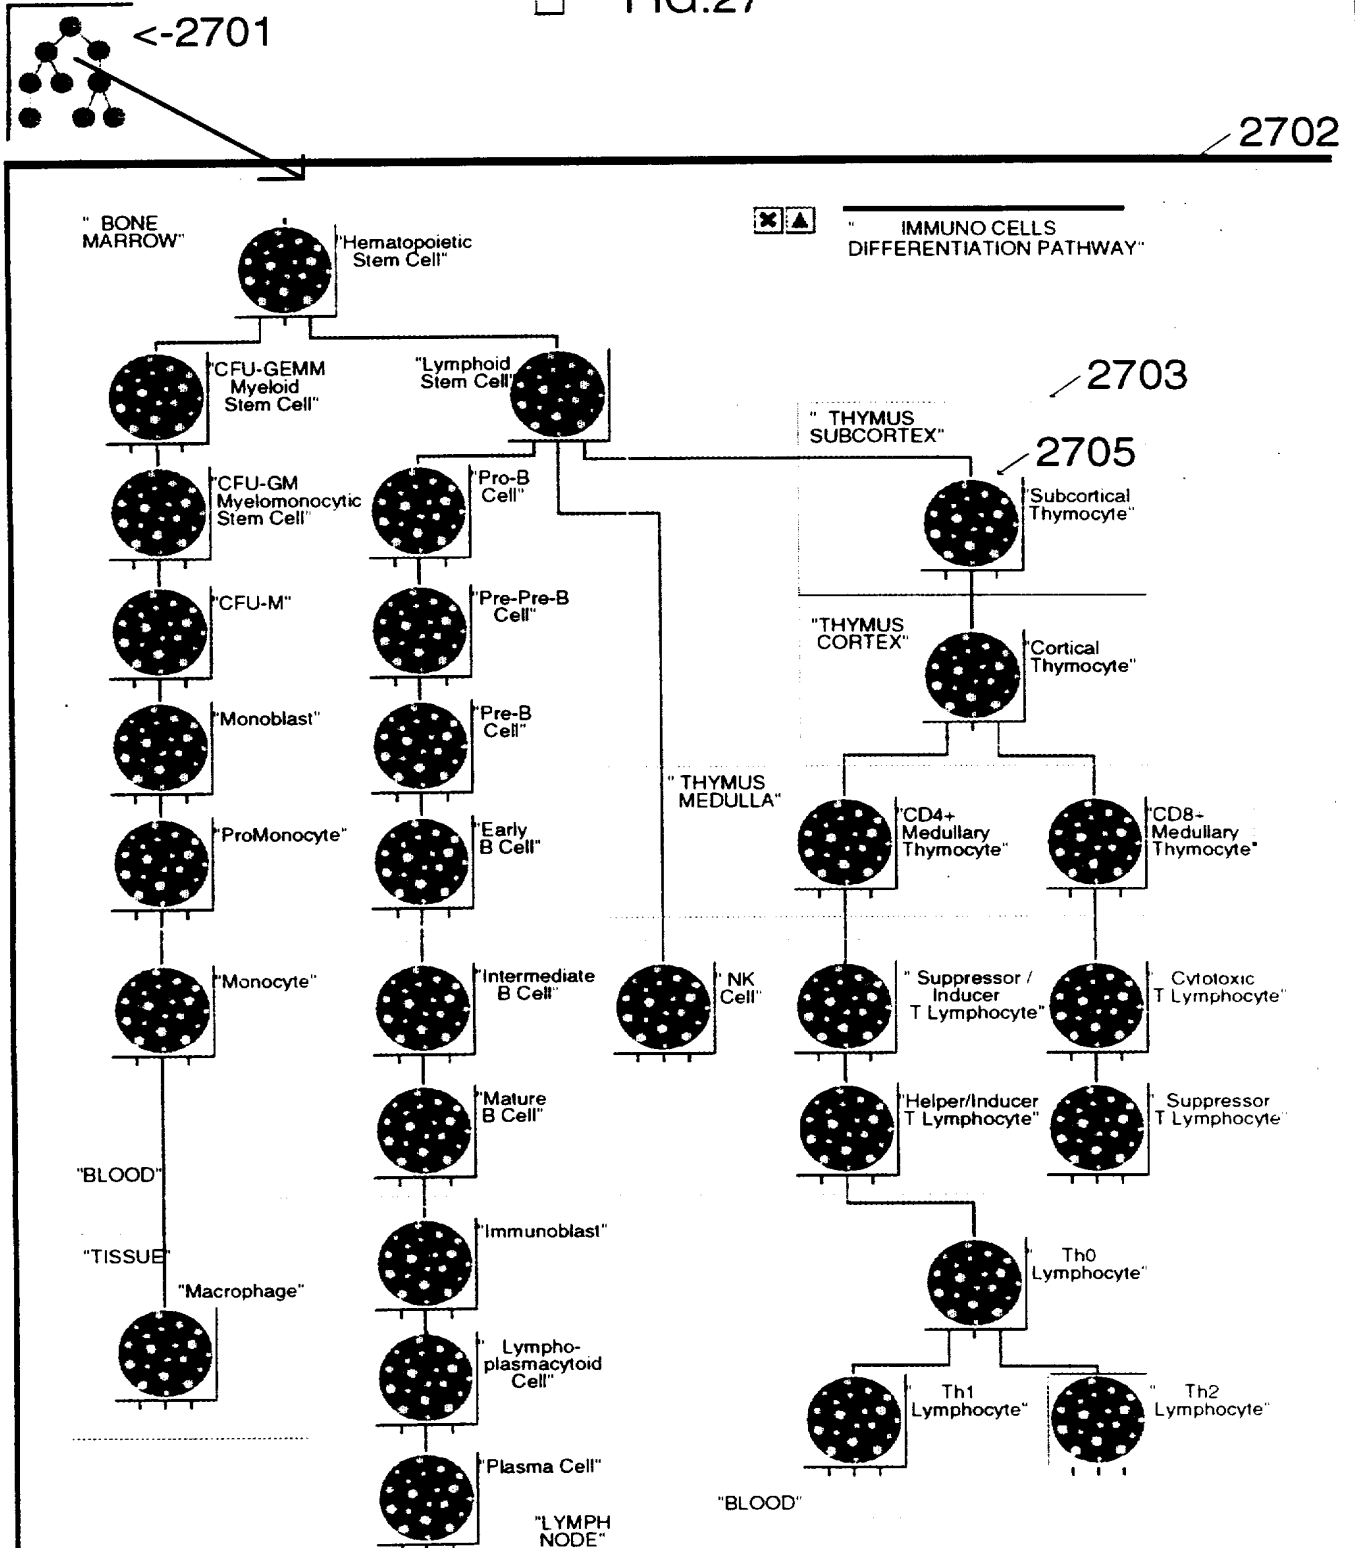 FIG.27
<-2701
2702
" BONE
MARROW"
"Hematopoietic
Stem Cell"
" IMMUNO CELLS
DIFFERENTIATION PATHWAY"
"CFU-GEMM
Myeloid
Stem Cell"
"Lymphoid
Stem Cell"
2703
" THYMUS
SUBCORTEX"
2705
"CFU-GM
Myelomonocytic
Stem Cell"
"Pro-B
Cell"
"Subcortical
Thymocyte"
"CFU-M"
"Pre-Pre-B
Cell"
"THYMUS
CORTEX"
"Cortical
Thymocyte"
"Monoblast"
"Pre-B
Cell"
" THYMUS
MEDULLA"
"ProMonocyte"
"Early
B Cell"
"CD4+
Medullary
Thymocyte"
"CD8+
Medullary
Thymocyte"
"Monocyte"
"Intermediate
B Cell"
" NK
Cell"
" Suppressor /
Inducer
T Lymphocyte"
" Cytotoxic
T Lymphocyte"
"Mature
B Cell"
"Helper/Inducer
T Lymphocyte"
" Suppressor
T Lymphocyte"
"BLOOD"
"Immunoblast"
"TISSUE"
" Th0
Lymphocyte"
"Macrophage"
" Lympho-
plasmacytoid
Cell"
" Th1
Lymphocyte"
" Th2
Lymphocyte"
"Plasma Cell"
"BLOOD"
"LYMPH
NODE"